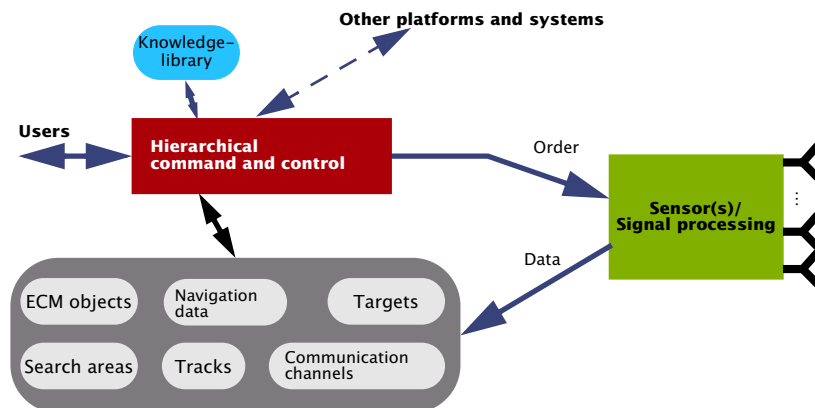 Other platforms and systems
Knowledge-
library
Users
Hierarchical
command and control
Order
Sensor(s)/
Signal processing
...
Data
ECM objects
Navigation
data
Targets
Search areas
Tracks
Communication
channels